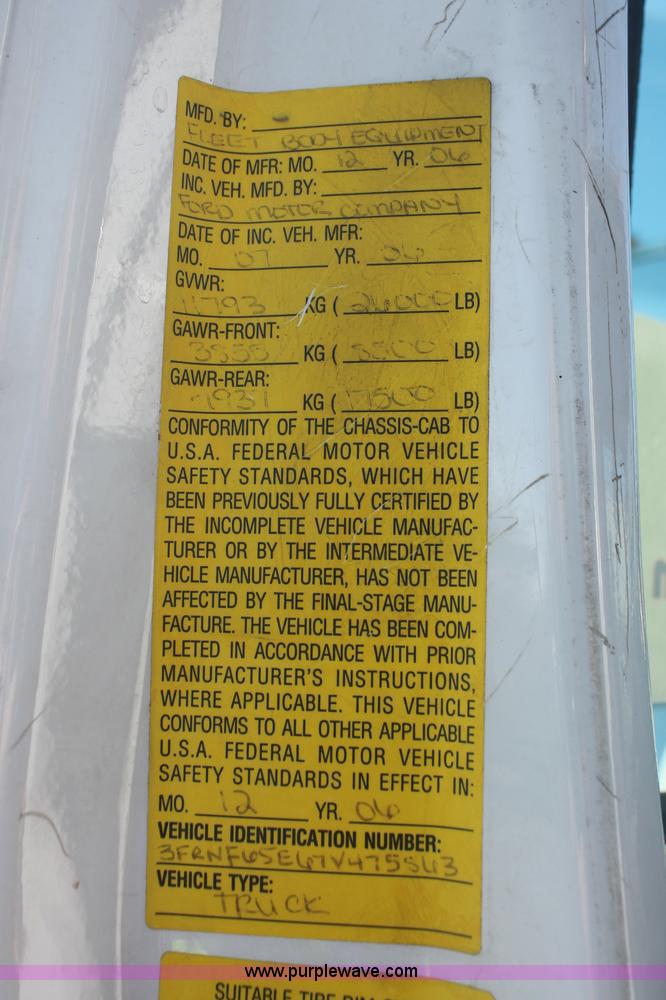 MFD. BY:
FLEET BODY EQUIPMENT
DATE OF MFR: MO. 12 YR. 06
INC. VEH. MFD. BY:
FORD MOTOR COMPANY
DATE OF INC. VEH. MFR:
MO. 07 YR. 06
GVWR:
11793 KG ( 26000 LB)
GAWR-FRONT:
3855 KG ( 8500 LB)
GAWR-REAR:
7937 KG ( 17500 LB)
CONFORMITY OF THE CHASSIS-CAB TO
U.S.A. FEDERAL MOTOR VEHICLE
SAFETY STANDARDS, WHICH HAVE
BEEN PREVIOUSLY FULLY CERTIFIED BY
THE INCOMPLETE VEHICLE MANUFAC-
TURER OR BY THE INTERMEDIATE VE-
HICLE MANUFACTURER, HAS NOT BEEN
AFFECTED BY THE FINAL-STAGE MANU-
FACTURE. THE VEHICLE HAS BEEN COM-
PLETED IN ACCORDANCE WITH PRIOR
MANUFACTURER'S INSTRUCTIONS,
WHERE APPLICABLE. THIS VEHICLE
CONFORMS TO ALL OTHER APPLICABLE
U.S.A. FEDERAL MOTOR VEHICLE
SAFETY STANDARDS IN EFFECT IN:
MO. 12 YR. 06
VEHICLE IDENTIFICATION NUMBER:
3FRNF65E67V475563
VEHICLE TYPE:
TRUCK
www.purplewave.com
SUITABLE TIRE-RIM